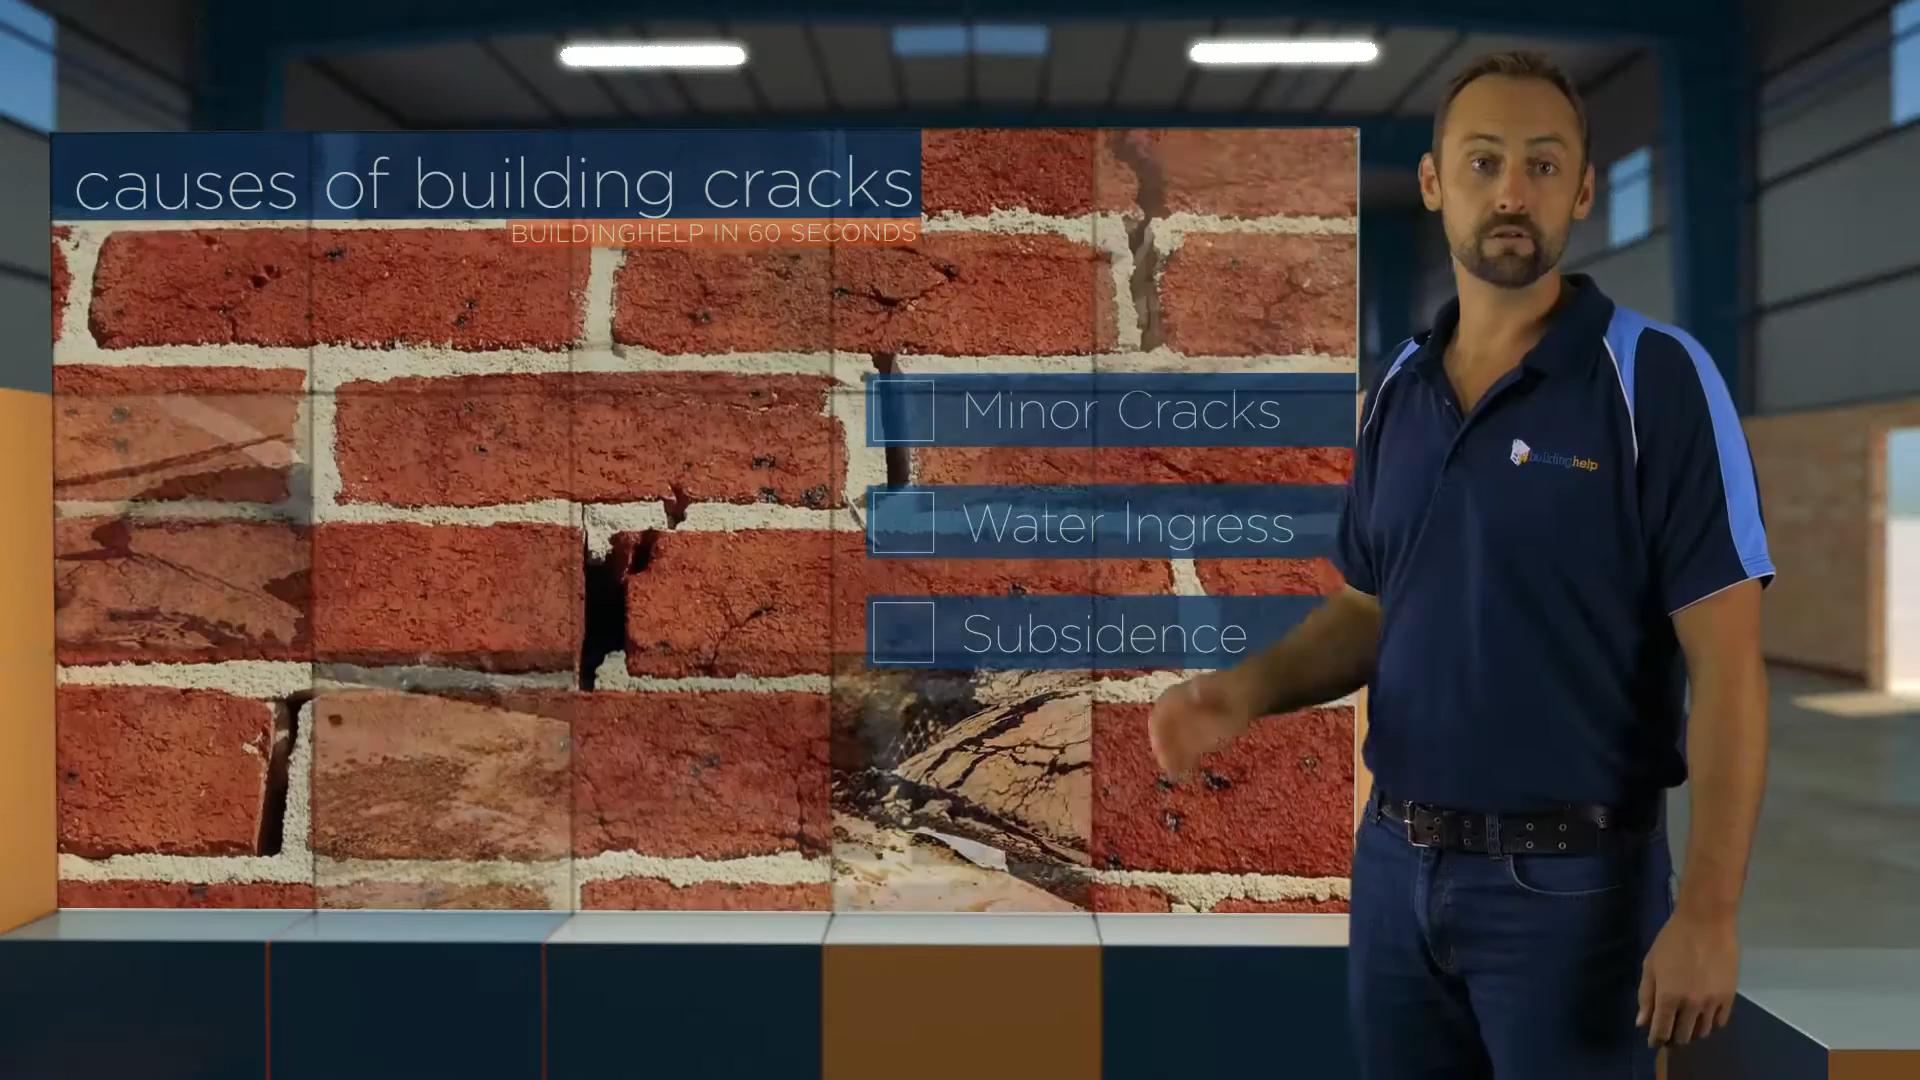 causes of building cracks
BUILDINGHELP IN 60 SECONDS
Minor Cracks
Water Ingress
Subsidence
buildinghelp